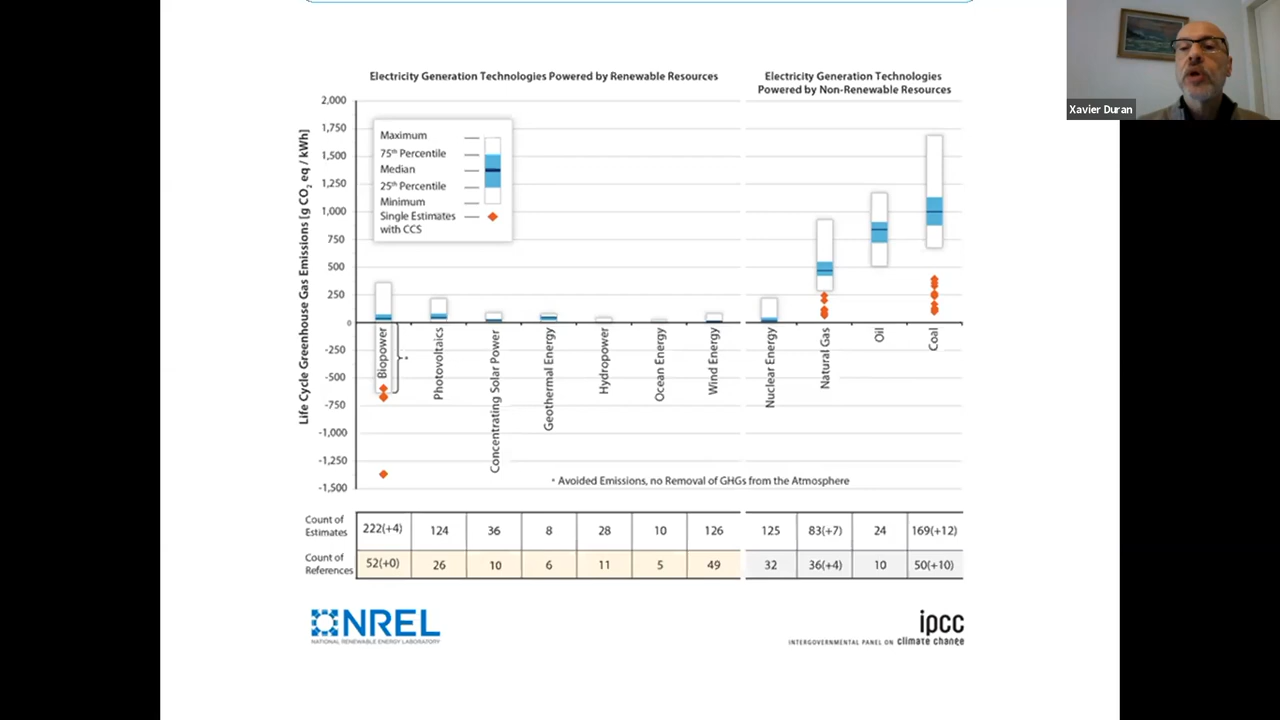 Electricity Generation Technologies Powered by Renewable Resources
Electricity Generation Technologies
Powered by Non-Renewable Resources
Xavier Duran
Life Cycle Greenhouse Gas Emissions [g CO2 eq / kWh]
2,000
1,750
1,500
1,250
1,000
750
500
250
0
-250
-500
-750
-1,000
-1,250
-1,500
Maximum
75th Percentile
Median
25th Percentile
Minimum
Single Estimates
with CCS
Biopower
*
Photovoltaics
Concentrating Solar Power
Geothermal Energy
Hydropower
Ocean Energy
Wind Energy
Nuclear Energy
Natural Gas
Oil
Coal
* Avoided Emissions, no Removal of GHGs from the Atmosphere
Count of
Estimates
222(+4) 124 36 8 28 10 126 125 83(+7) 24 169(+12)
Count of
References
52(+0) 26 10 6 11 5 49 32 36(+4) 10 50(+10)
NREL
NATIONAL RENEWABLE ENERGY LABORATORY
ipcc
INTERGOVERNMENTAL PANEL ON climate change